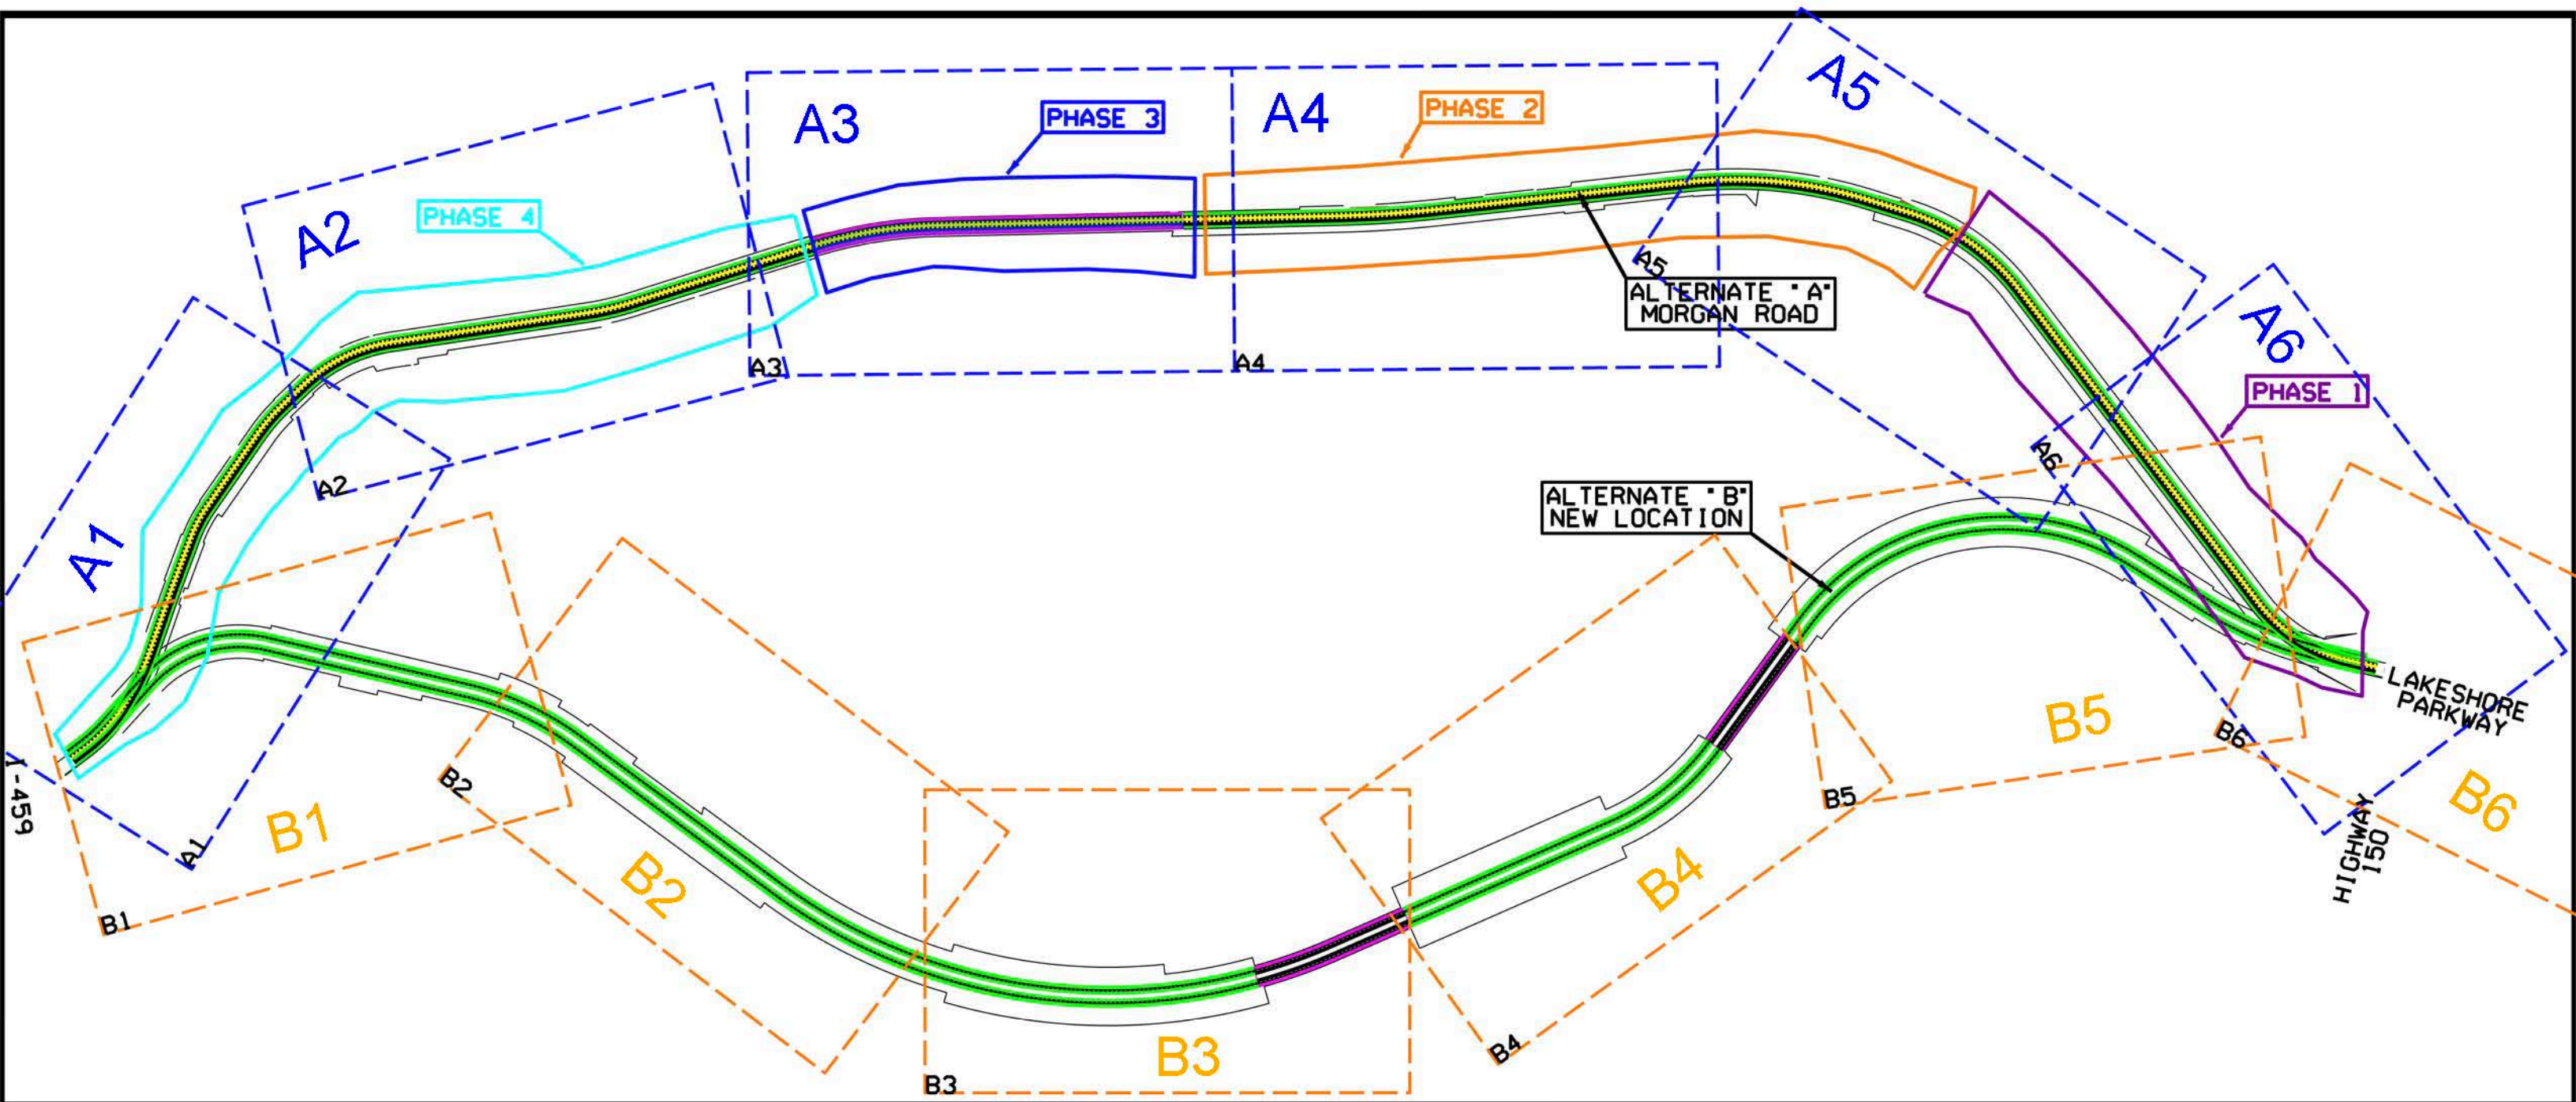 A5
A3
PHASE 3
A4
PHASE 2
A2
PHASE 4
A5
ALTERNATE "A"
MORGAN ROAD
A6
PHASE 1
A3
A4
A2
A6
A1
ALTERNATE "B"
NEW LOCATION
LAKESHORE
PARKWAY
B5
B6
I-459
B2
B5
B6
B1
A1
B2
B4
HIGHWAY
150
B1
B3
B4
B3